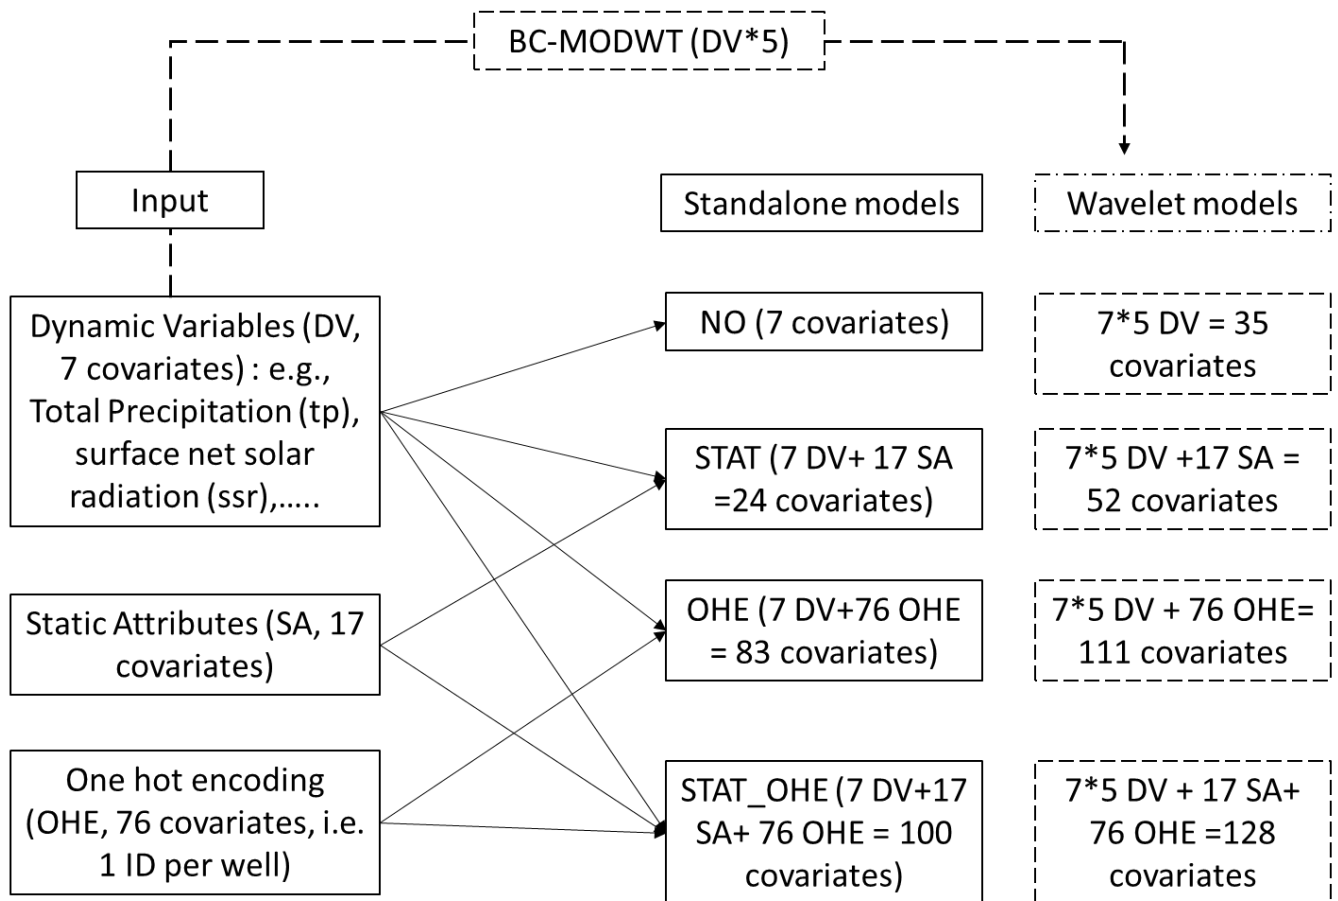 BC-MODWT (DV*5)
Input
Standalone models
Wavelet models
Dynamic Variables (DV,
7 covariates) : e.g.,
Total Precipitation (tp),
surface net solar
radiation (ssr),.....
NO (7 covariates)
7*5 DV = 35
covariates
STAT (7 DV+ 17 SA
=24 covariates)
7*5 DV +17 SA =
52 covariates
Static Attributes (SA, 17
covariates)
OHE (7 DV+76 OHE
= 83 covariates)
7*5 DV + 76 OHE=
111 covariates
One hot encoding
(OHE, 76 covariates, i.e.
1 ID per well)
STAT_OHE (7 DV+17
SA+ 76 OHE = 100
covariates)
7*5 DV + 17 SA+
76 OHE =128
covariates